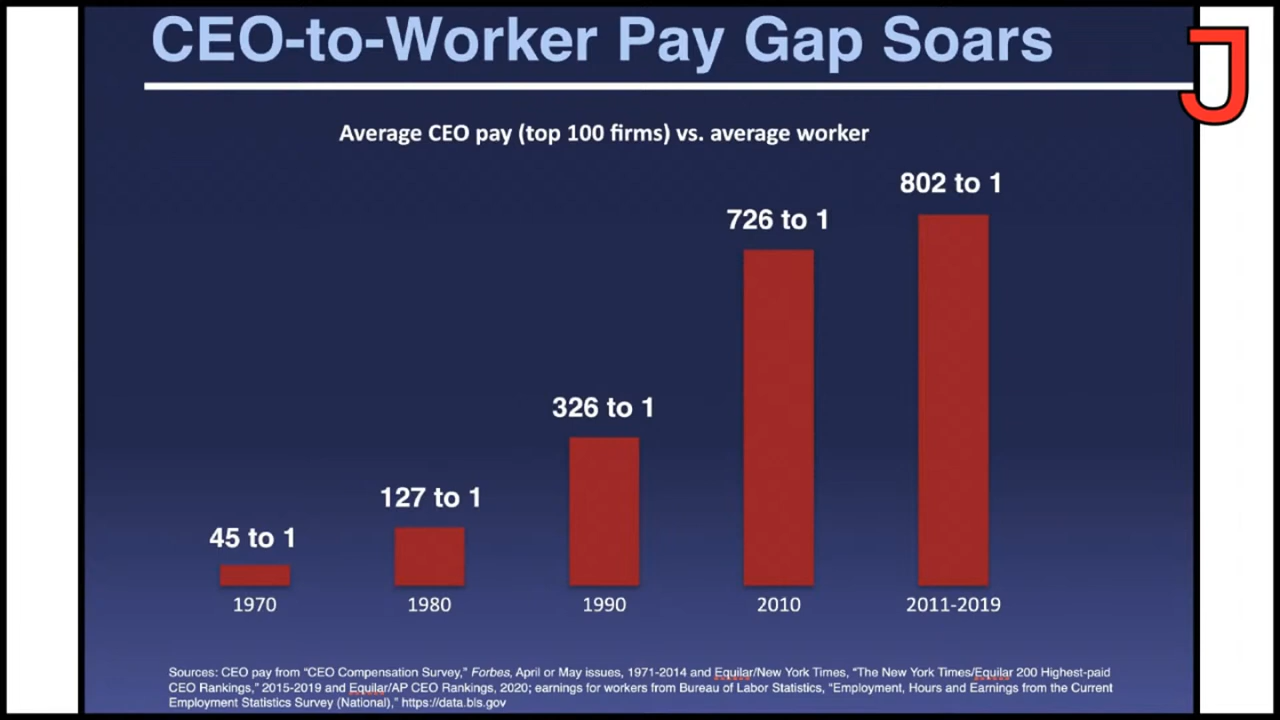 CEO-to-Worker Pay Gap Soars
J
Average CEO pay (top 100 firms) vs. average worker
802 to 1
726 to 1
326 to 1
127 to 1
45 to 1
1970 1980 1990 2010 2011-2019
Sources: CEO pay from “CEO Compensation Survey,” Forbes, April or May issues, 1971-2014 and Equilar/New York Times, “The New York Times/Equilar 200 Highest-paid
CEO Rankings,” 2015-2019 and Equilar/AP CEO Rankings, 2020; earnings for workers from Bureau of Labor Statistics, “Employment, Hours and Earnings from the Current
Employment Statistics Survey (National),” https://data.bls.gov